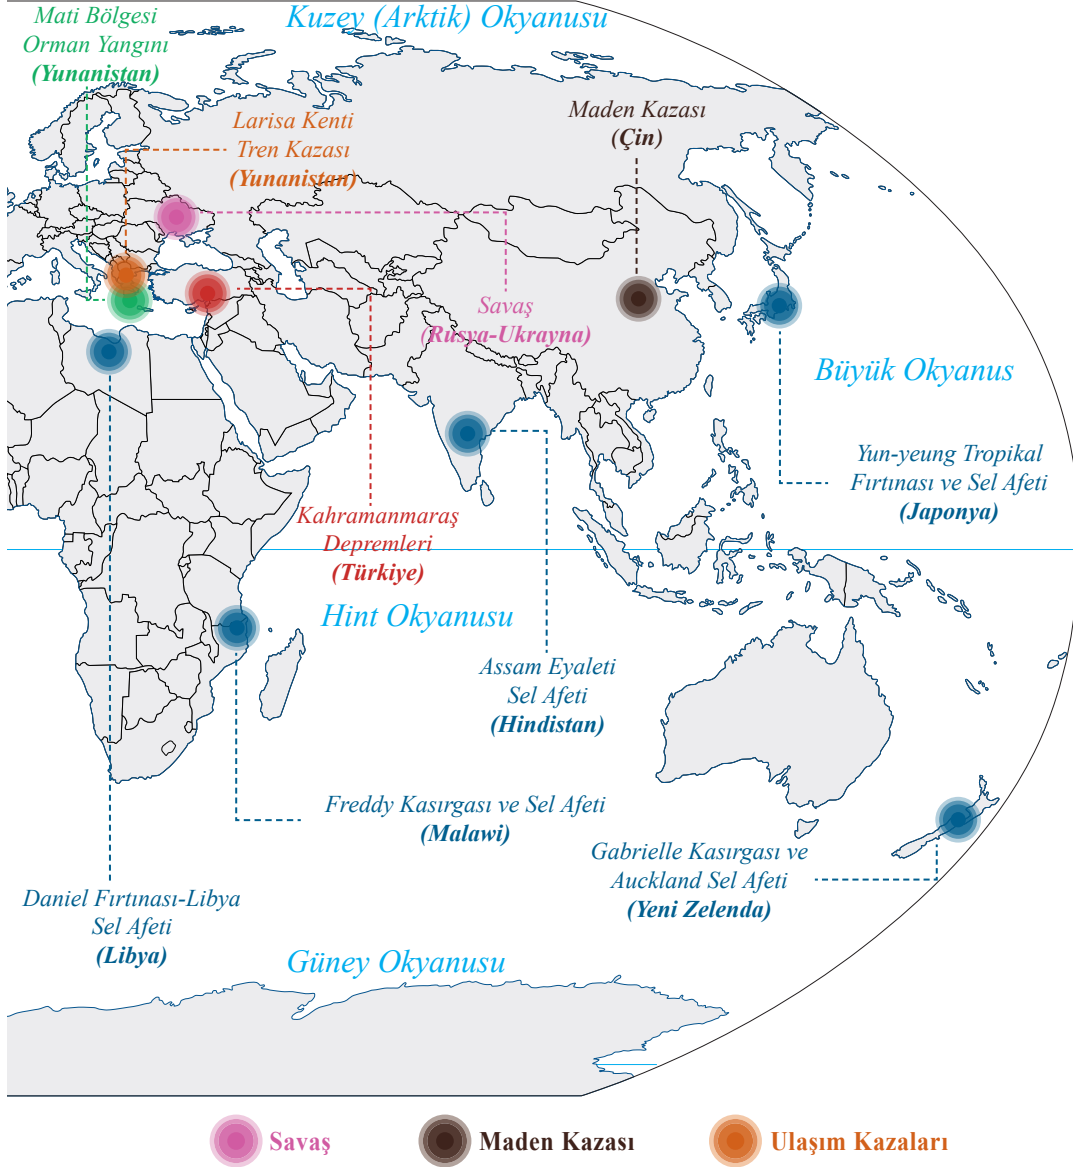 Mati Bölgesi
Orman Yangını
(Yunanistan)
Kuzey (Arktik) Okyanusu
Larisa Kenti
Tren Kazası
(Yunanistan)
Maden Kazası
(Çin)
Savaş
(Rusya-Ukrayna)
Büyük Okyanus
Yun-yeung Tropikal
Fırtınası ve Sel Afeti
(Japonya)
Kahramanmaraş
Depremleri
(Türkiye)
Hint Okyanusu
Assam Eyaleti
Sel Afeti
(Hindistan)
Freddy Kasırgası ve Sel Afeti
(Malawi)
Gabrielle Kasırgası ve
Auckland Sel Afeti
(Yeni Zelenda)
Daniel Fırtınası-Libya
Sel Afeti
(Libya)
Güney Okyanusu
Savaş
Maden Kazası
Ulaşım Kazaları